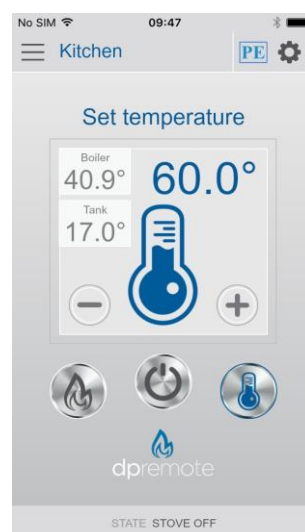 No SIM 09:47
Kitchen PE
Set temperature
Boiler
40.9°
60.0°
Tank
17.0°
− +
dpremote
STATE STOVE OFF